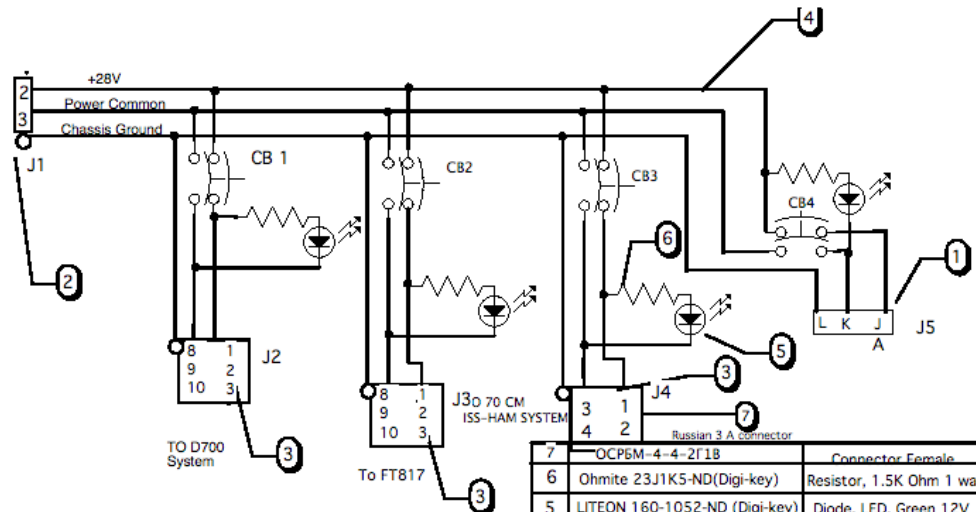 4
+28V
2
Power Common
3
Chassis Ground
J1
CB 1
CB2
CB3
CB4
6
2
1
L K J
J5
A
5
8 1
9 2
10 3
J2
3
J3
O 70 CM
ISS-HAM SYSTEM
8 1
9 2
10 3
J4
3
3 1
4 2
7
Russian 3 A connector
TO D700
System
3
To FT817
3
7 ОСРБМ-4-4-2Г1В Connector Female
6 Ohmite 23J1K5-ND(Digi-key) Resistor, 1.5K Ohm 1 wa
5 LITEON 160-1052-ND (Digi-key) Diode, LED, Green 12V